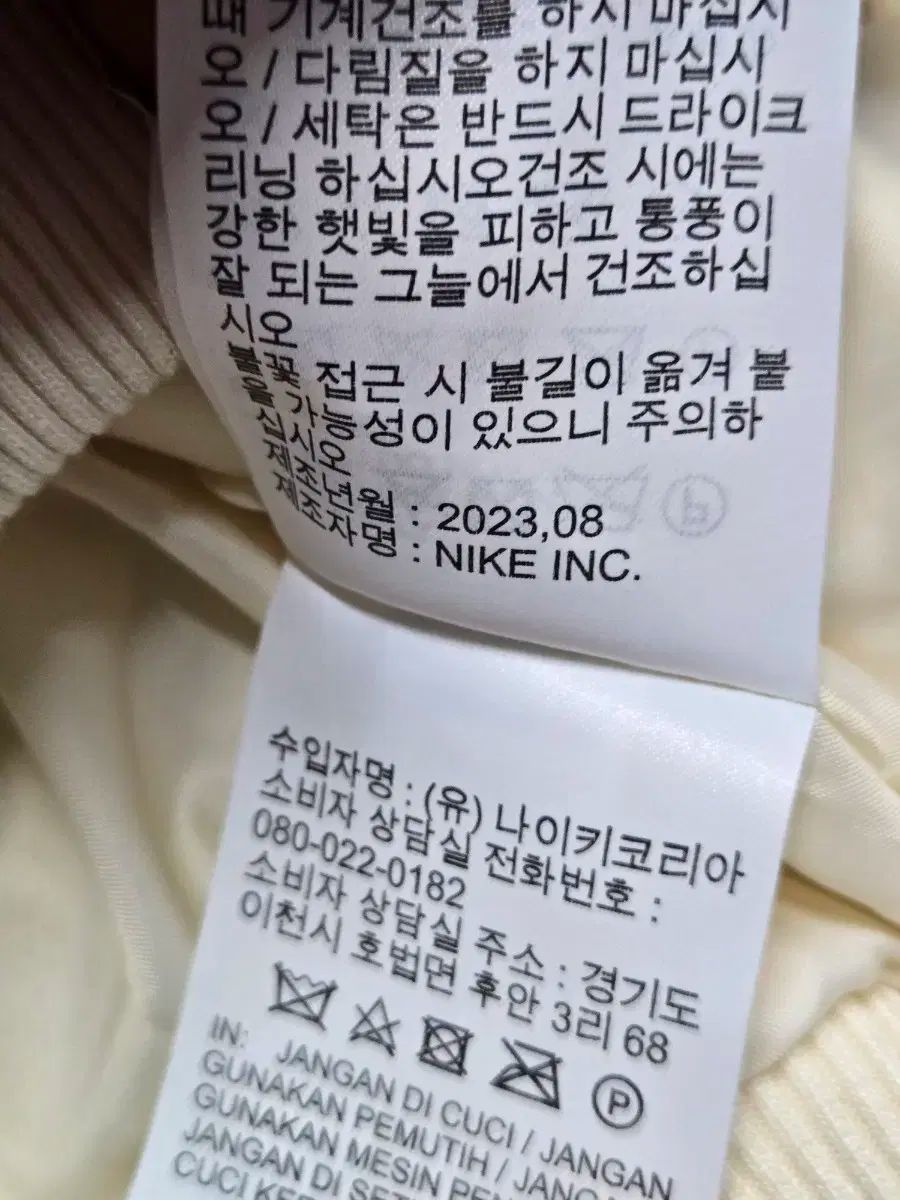 때 기계건조를 하지 마십시
오 / 다림질을 하지 마십시
오 / 세탁은 반드시 드라이크
리닝 하십시오건조 시에는
강한 햇빛을 피하고 통풍이
잘 되는 그늘에서 건조하십
시오
불꽃 접근 시 불길이 옮겨 붙
을 가능성이 있으니 주의하
십시오
제조년월 : 2023,08
제조자명 : NIKE INC.
수입자명 : (유) 나이키코리아
소비자 상담실 전화번호 :
080-022-0182
소비자 상담실 주소 : 경기도
이천시 호법면 후안 3리 68
P
IN: JANGAN DI CUCI / JANGAN
GUNAKAN PEMUTIH / JANGAN
GUNAKAN MESIN
JANGAN DI
CUCI